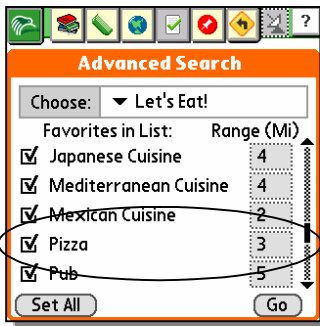 ?
Advanced Search
Choose: Let's Eat!
Favorites in List: Range (Mi)
Japanese Cuisine 4
Mediterranean Cuisine 4
Mexican Cuisine 2
Pizza 3
Pub 5
Set All Go